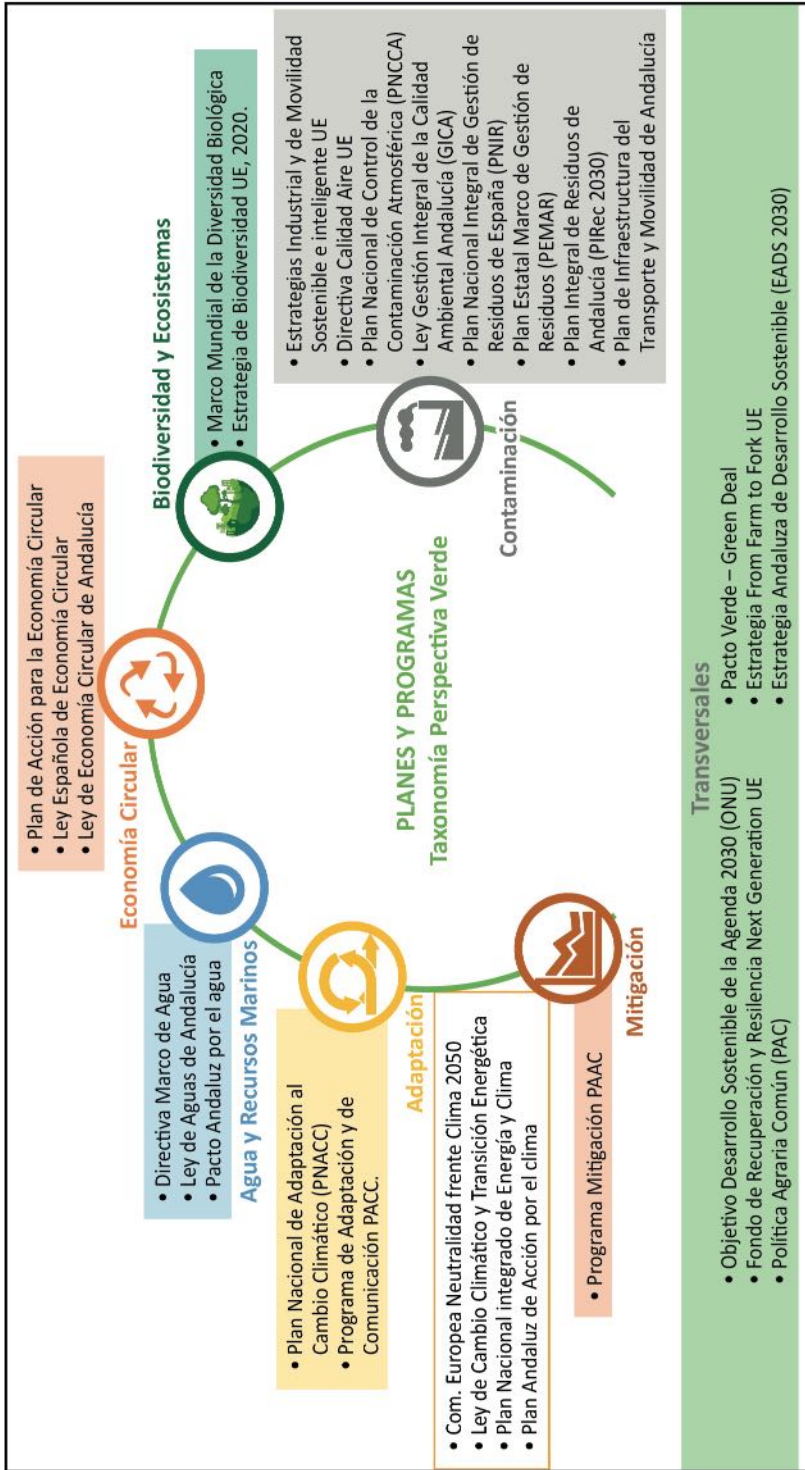 • Plan de Acción para la Economía Circular
• Ley Española de Economía Circular
• Ley de Economía Circular de Andalucía
Economía Circular
• Directiva Marco de Agua
• Ley de Aguas de Andalucía
• Pacto Andaluz por el agua
Agua y Recursos Marinos
Biodiversidad y Ecosistemas
• Marco Mundial de la Diversidad Biológica
• Estrategia de Biodiversidad UE, 2020.
• Plan Nacional de Adaptación al
Cambio Climático (PNACC)
• Programa de Adaptación y de
Comunicación PACC.
Adaptación
• Estrategias Industrial y de Movilidad
Sostenible e inteligente UE
• Directiva Calidad Aire UE
• Plan Nacional de Control de la
Contaminación Atmosférica (PNCCA)
• Ley Gestión Integral de la Calidad
Ambiental Andalucía (GICA)
• Plan Nacional Integral de Gestión de
Residuos de España (PNIR)
• Plan Estatal Marco de Gestión de
Residuos (PEMAR)
• Plan Integral de Residuos de
Andalucía (PIRec 2030)
• Plan de Infraestructura del
Transporte y Movilidad de Andalucía
Contaminación
PLANES Y PROGRAMAS
Taxonomía Perspectiva Verde
• Com. Europea Neutralidad frente Clima 2050
• Ley de Cambio Climático y Transición Energética
• Plan Nacional integrado de Energía y Clima
• Plan Andaluz de Acción por el clima
Mitigación
• Programa Mitigación PAAC
Transversales
• Objetivo Desarrollo Sostenible de la Agenda 2030 (ONU)
• Fondo de Recuperación y Resilencia Next Generation UE
• Política Agraria Común (PAC)
• Pacto Verde – Green Deal
• Estrategia From Farm to Fork UE
• Estrategia Andaluza de Desarrollo Sostenible (EADS 2030)